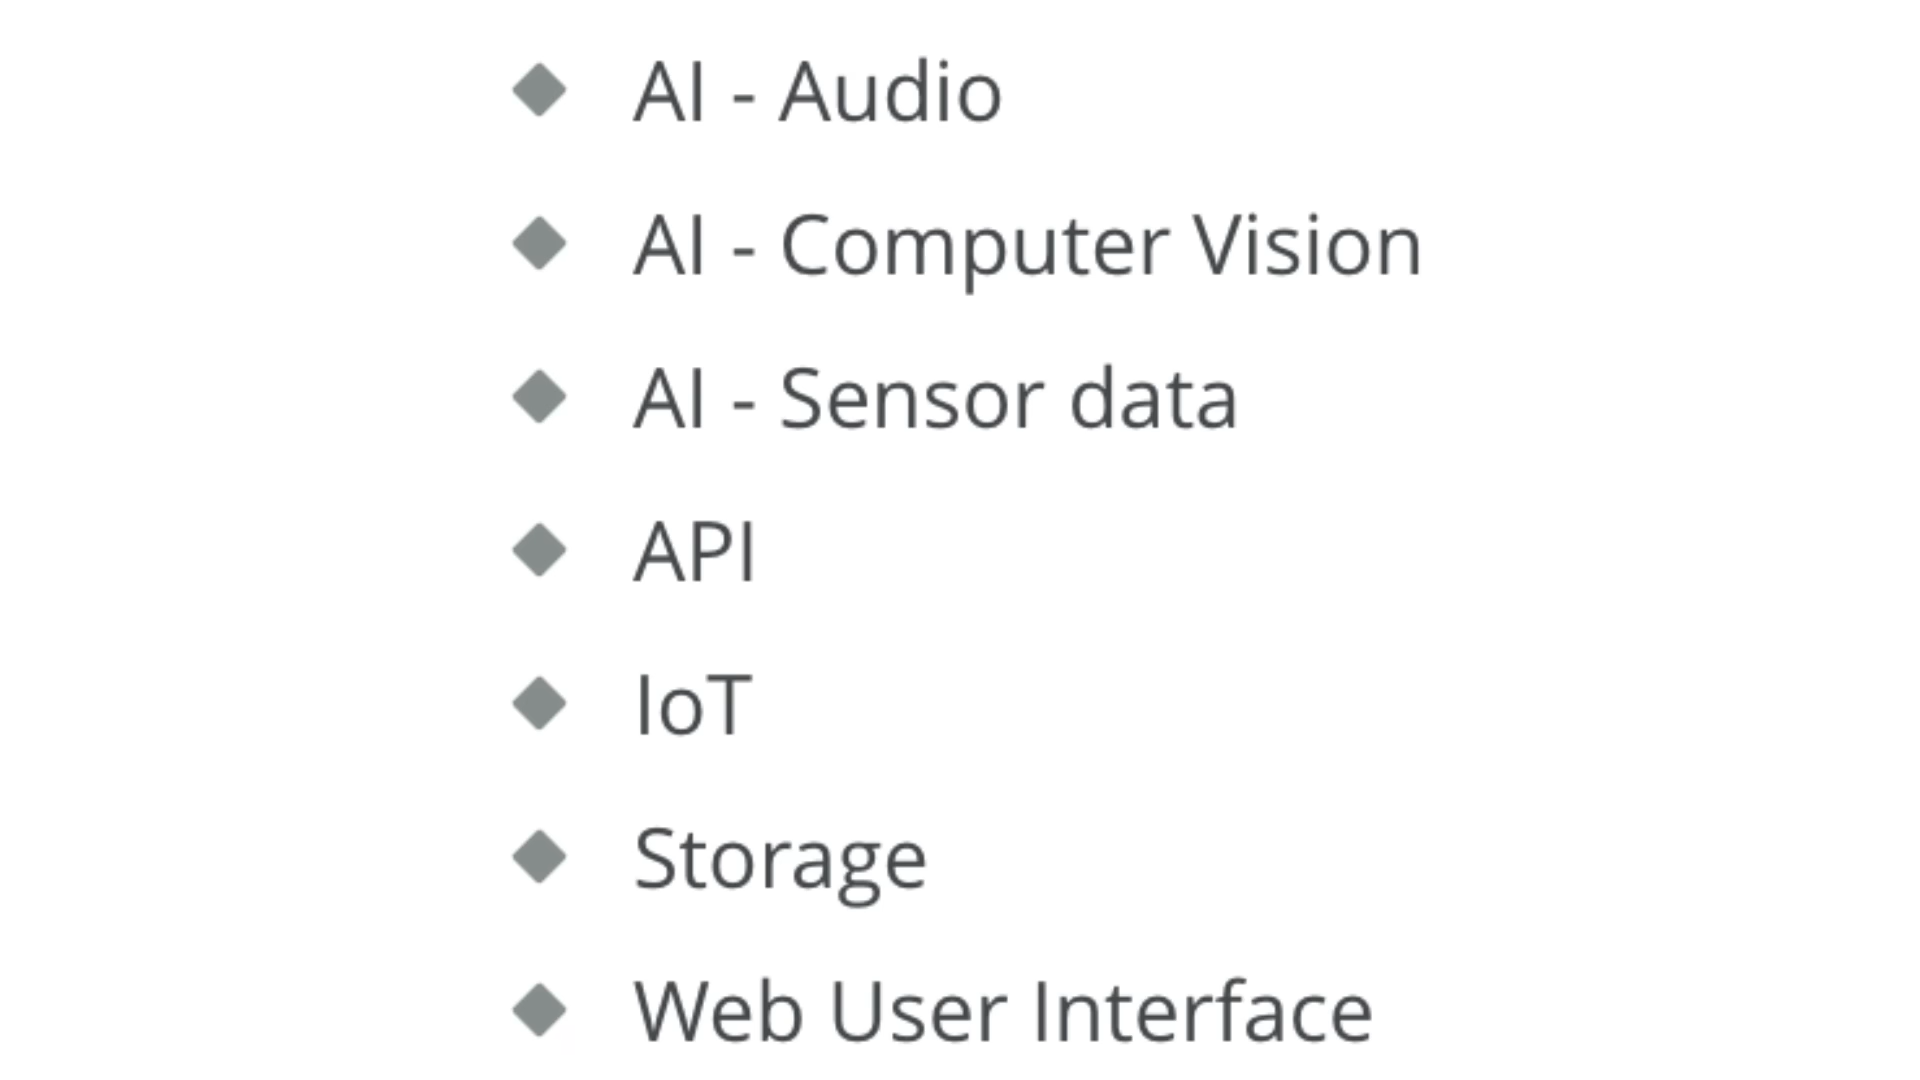 AI - Audio
AI - Computer Vision
AI - Sensor data
API
IoT
Storage
Web User Interface